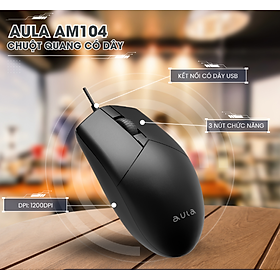 AULA AM104
CHUỘT QUANG CÓ DÂY
KẾT NỐI CÓ DÂY USB
3 NÚT CHỨC NĂNG
DPI: 1200DPI
aula